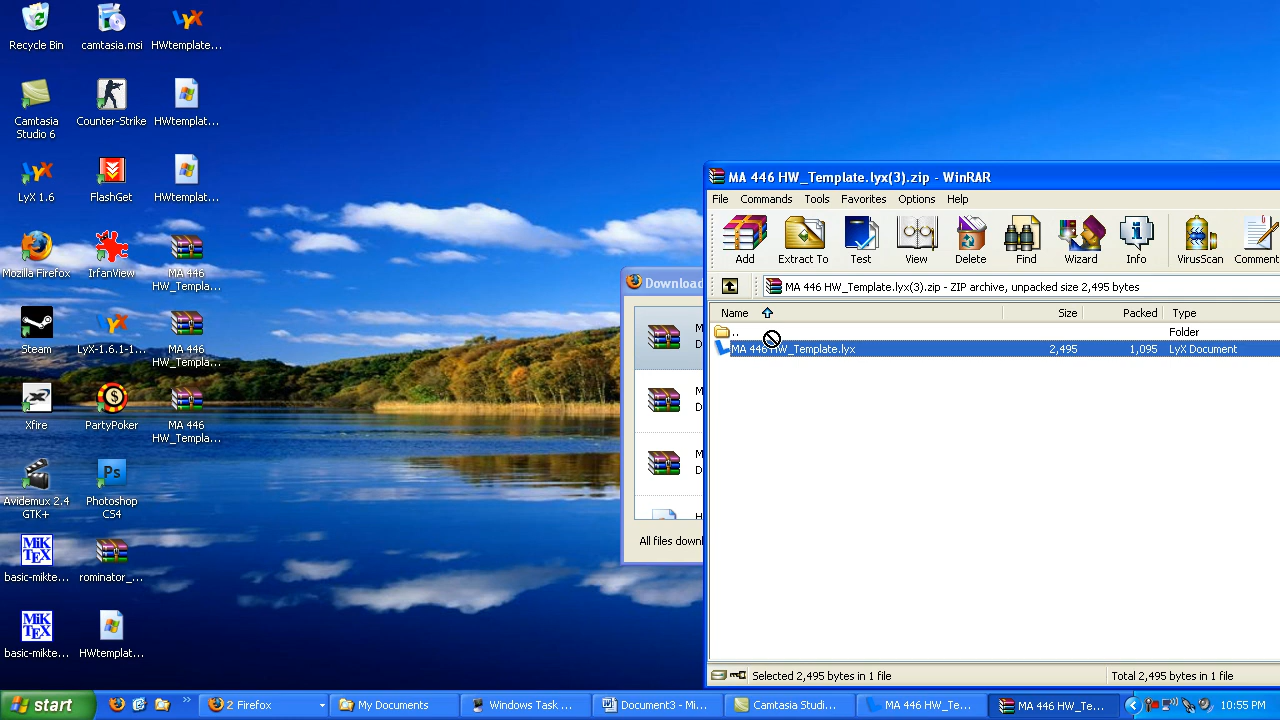 Recycle Bin
camtasia.msi
HWtemplate...
Camtasia Studio 6
Counter-Strike
HWtemplat...
LyX 1.6
FlashGet
HWtemplat...
Mozilla Firefox
IrfanView
MA 446 HW_Templa...
Steam
LyX-1.6.1-1...
MA 446 HW_Templa...
Xfire
PartyPoker
MA 446 HW_Templa...
Avidemux 2.4 GTK+
Photoshop CS4
basic-mikte...
rominator_...
basic-mikte...
HWtemplat...
Downloa
All files downl
MA 446 HW_Template.lyx(3).zip - WinRAR
File Commands Tools Favorites Options Help
Add Extract To Test View Delete Find Wizard Info VirusScan Comment
MA 446 HW_Template.lyx(3).zip - ZIP archive, unpacked size 2,495 bytes
Name Size Packed Type
.. Folder
MA 446 HW_Template.lyx 2,495 1,095 LyX Document
Selected 2,495 bytes in 1 file
Total 2,495 bytes in 1 file
start
2 Firefox
My Documents
Windows Task ...
Document3 - Mi...
Camtasia Studi...
MA 446 HW_Te...
MA 446 HW_Te...
10:55 PM